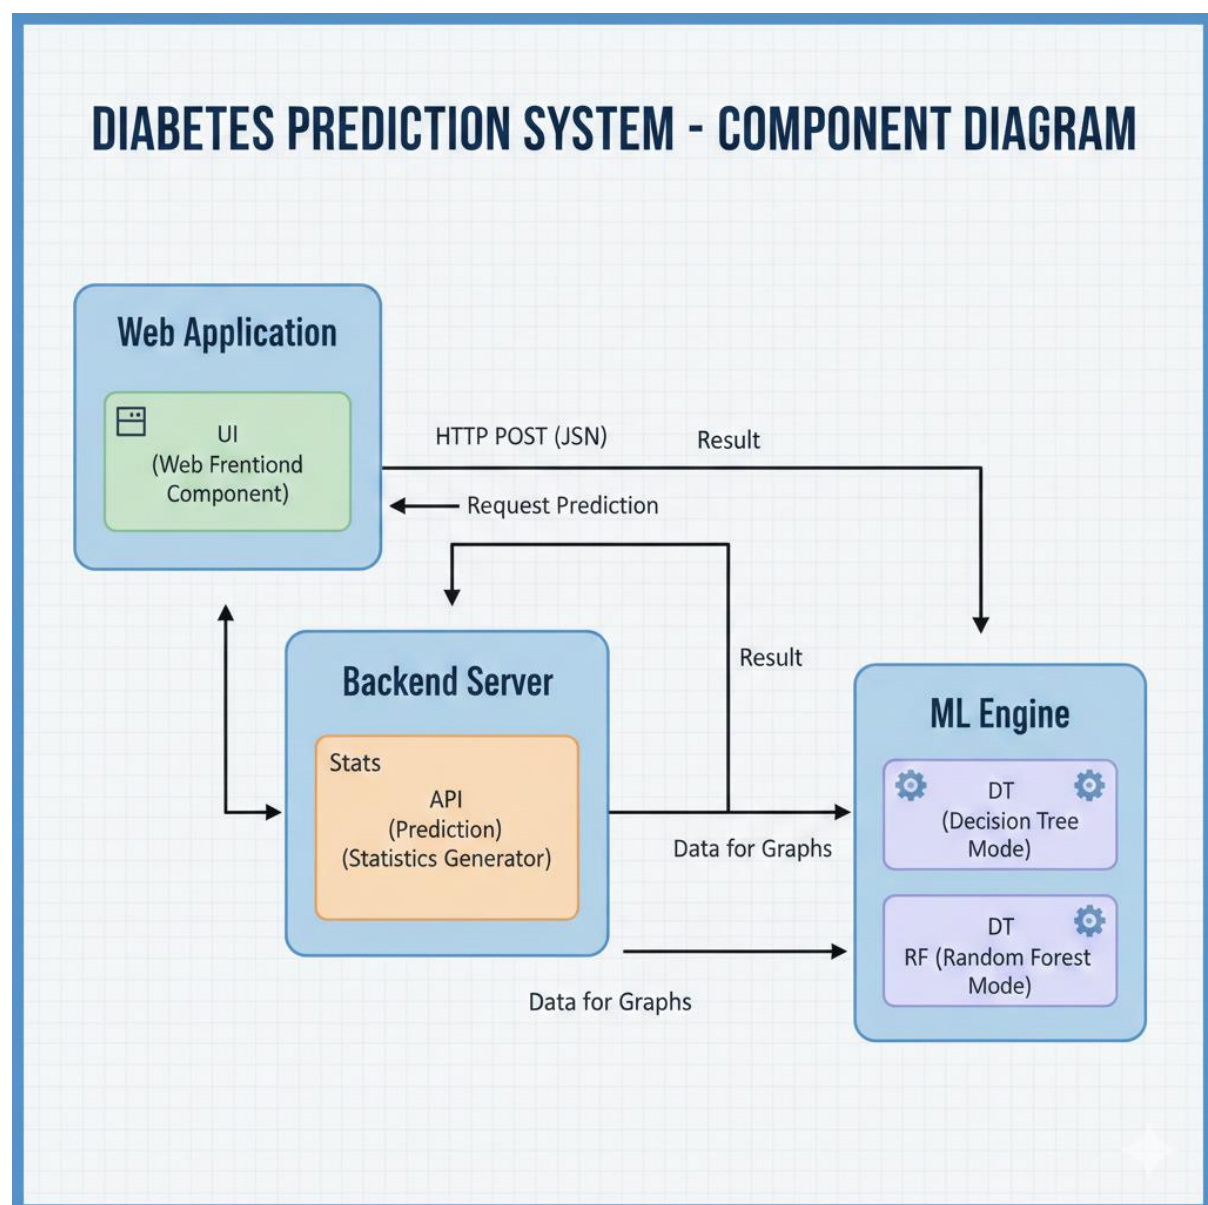 DIABETES PREDICTION SYSTEM - COMPONENT DIAGRAM
Web Application
UI
(Web Frentiond
Component)
HTTP POST (JSN)
Result
Request Prediction
Backend Server
Stats
API
(Prediction)
(Statistics Generator)
Result
Data for Graphs
Data for Graphs
ML Engine
DT
(Decision Tree
Mode)
DT
RF (Random Forest
Mode)